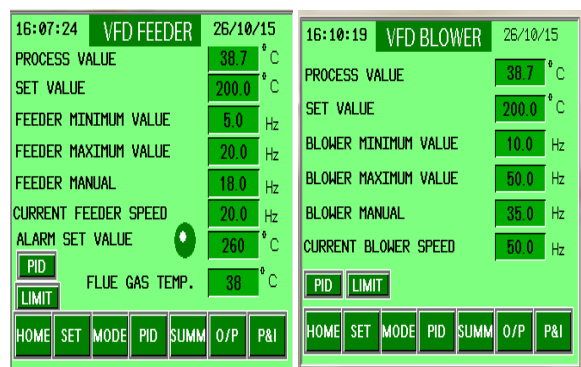 16:07:24 VFD FEEDER 26/10/15
PROCESS VALUE 38.7 °C
SET VALUE 200.0 °C
FEEDER MINIMUM VALUE 5.0 Hz
FEEDER MAXIMUM VALUE 20.0 Hz
FEEDER MANUAL 18.0 Hz
CURRENT FEEDER SPEED 20.0 Hz
ALARM SET VALUE 260 °C
PID
FLUE GAS TEMP. 38 °C
LIMIT
HOME SET MODE PID SUMM O/P P&I
16:10:19 VFD BLOWER 26/10/15
PROCESS VALUE 38.7 °C
SET VALUE 200.0 °C
BLOWER MINIMUM VALUE 10.0 Hz
BLOWER MAXIMUM VALUE 50.0 Hz
BLOWER MANUAL 35.0 Hz
CURRENT BLOWER SPEED 50.0 Hz
PID LIMIT
HOME SET MODE PID SUMM O/P P&I